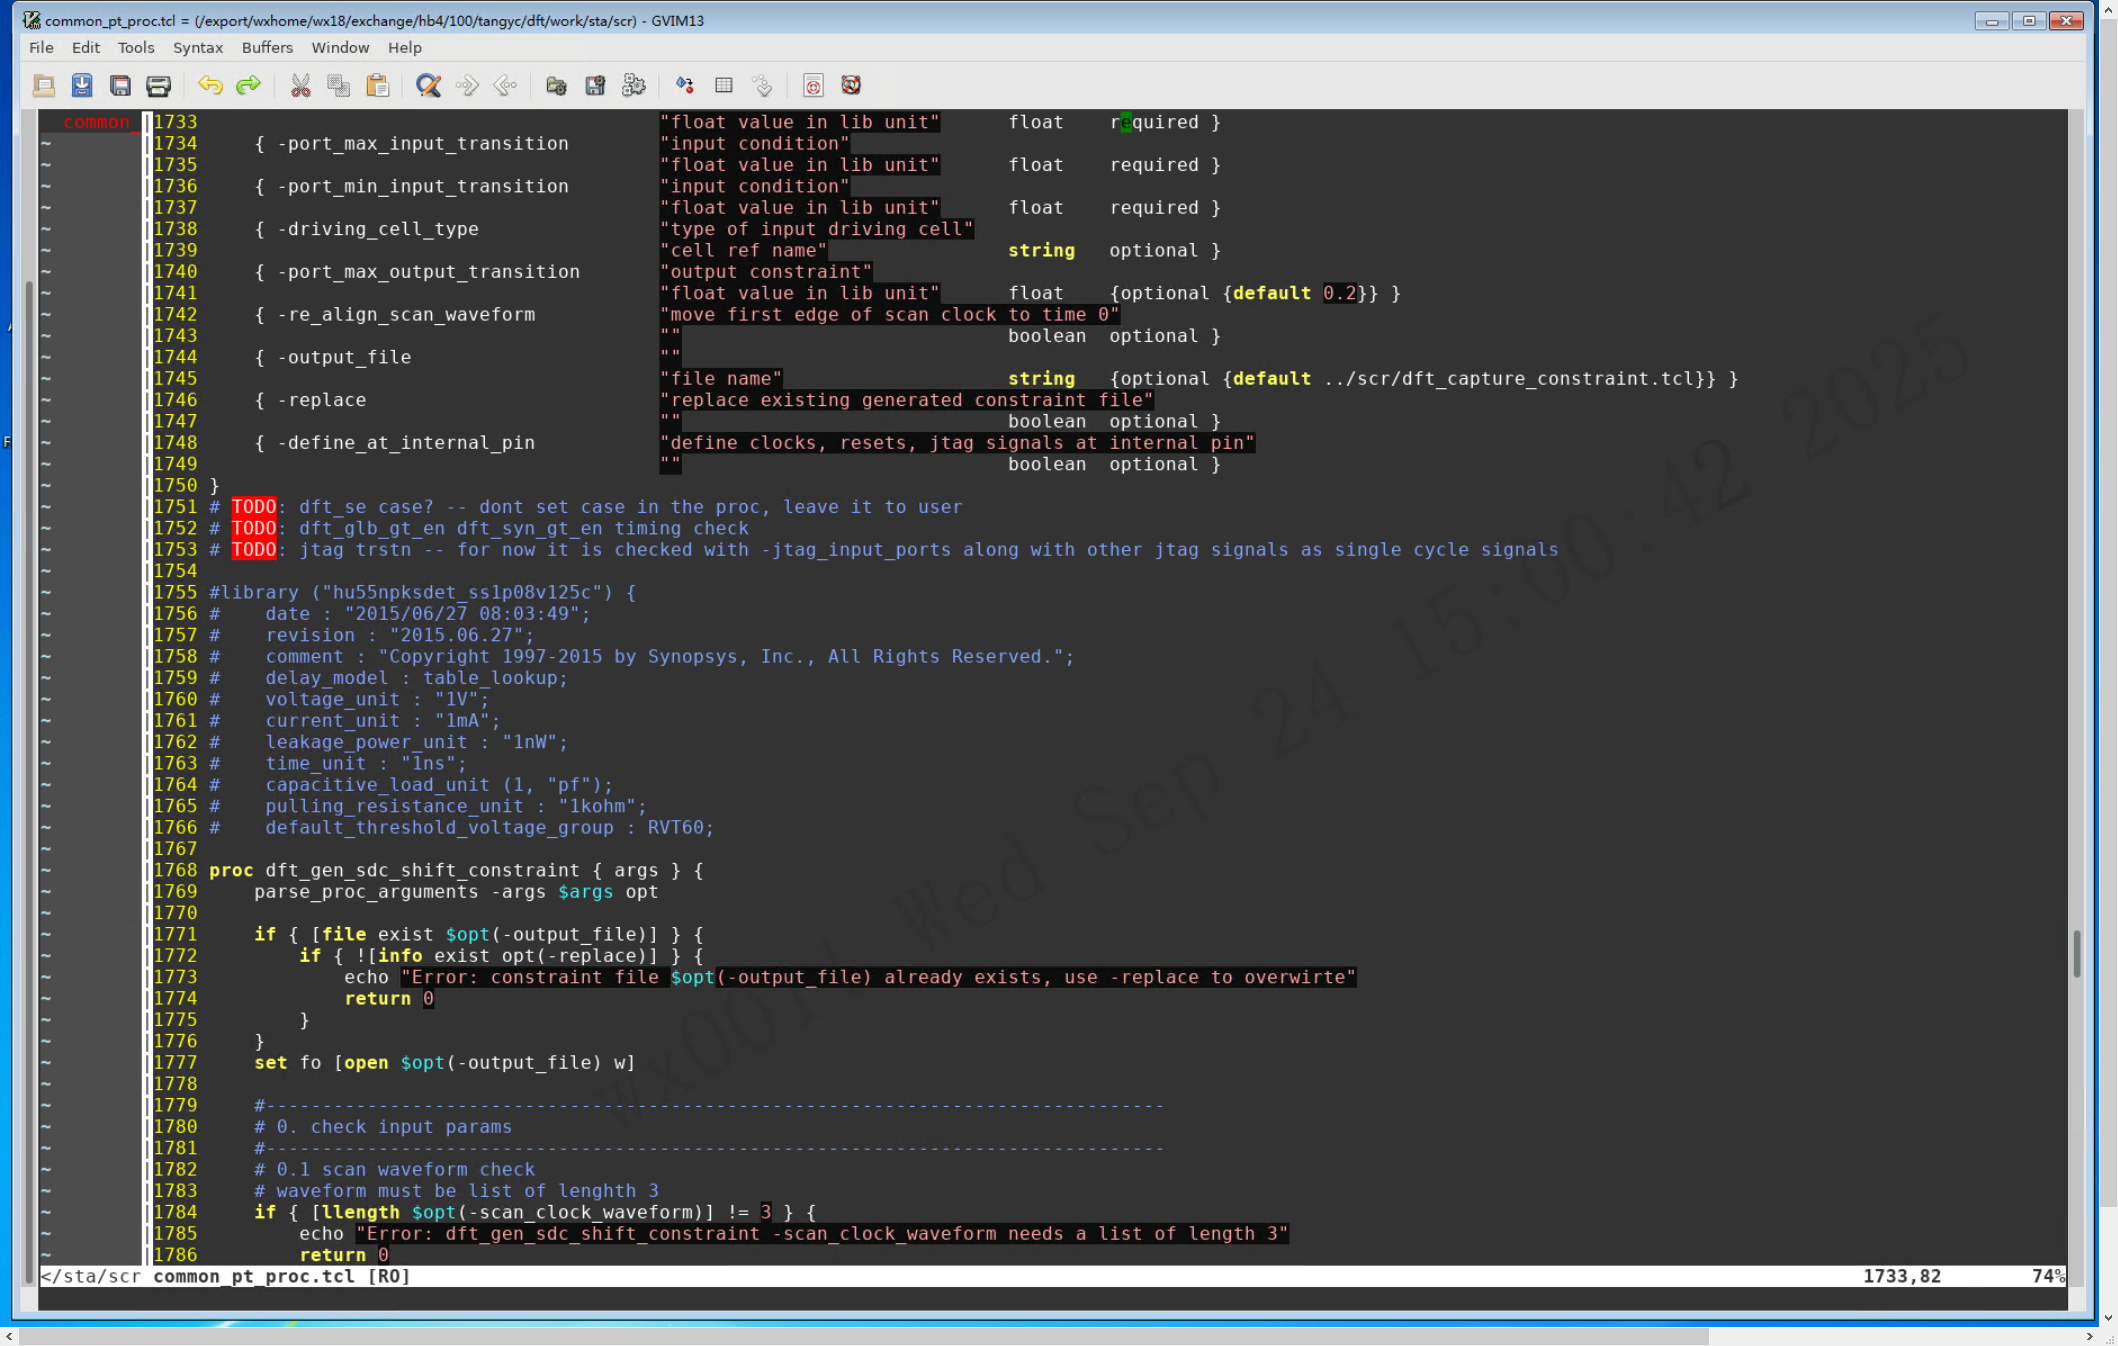 common_pt_proc.tcl = (/export/wxhome/wx18/exchange/hb4/100/tangyc/dft/work/sta/scr) - GVIM13
File Edit Tools Syntax Buffers Window Help
common_ 1733 "float value in lib unit" float required }
~ 1734 { -port_max_input_transition "input condition"
~ 1735 "float value in lib unit" float required }
~ 1736 { -port_min_input_transition "input condition"
~ 1737 "float value in lib unit" float required }
~ 1738 { -driving_cell_type "type of input driving cell"
~ 1739 "cell ref name" string optional }
~ 1740 { -port_max_output_transition "output constraint"
~ 1741 "float value in lib unit" float {optional {default 0.2}} }
~ 1742 { -re_align_scan_waveform "move first edge of scan clock to time 0"
~ 1743 "" boolean optional }
~ 1744 { -output_file ""
~ 1745 "file name" string {optional {default ../scr/dft_capture_constraint.tcl}} }
~ 1746 { -replace "replace existing generated constraint file"
~ 1747 "" boolean optional }
~ 1748 { -define_at_internal_pin "define clocks, resets, jtag signals at internal pin"
~ 1749 "" boolean optional }
~ 1750 }
~ 1751 # TODO: dft_se case? -- dont set case in the proc, leave it to user
~ 1752 # TODO: dft_glb_gt_en dft_syn_gt_en timing check
~ 1753 # TODO: jtag trstn -- for now it is checked with -jtag_input_ports along with other jtag signals as single cycle signals
~ 1754
~ 1755 #library ("hu55npksdet_ss1p08v125c") {
~ 1756 # date : "2015/06/27 08:03:49";
~ 1757 # revision : "2015.06.27";
~ 1758 # comment : "Copyright 1997-2015 by Synopsys, Inc., All Rights Reserved.";
~ 1759 # delay_model : table_lookup;
~ 1760 # voltage_unit : "1V";
~ 1761 # current_unit : "1mA";
~ 1762 # leakage_power_unit : "1nW";
~ 1763 # time_unit : "1ns";
~ 1764 # capacitive_load_unit (1, "pf");
~ 1765 # pulling_resistance_unit : "1kohm";
~ 1766 # default_threshold_voltage_group : RVT60;
~ 1767
~ 1768 proc dft_gen_sdc_shift_constraint { args } {
~ 1769 parse_proc_arguments -args $args opt
~ 1770
~ 1771 if { [file exist $opt(-output_file)] } {
~ 1772 if { ![info exist opt(-replace)] } {
~ 1773 echo "Error: constraint file $opt(-output_file) already exists, use -replace to overwirte"
~ 1774 return 0
~ 1775 }
~ 1776 }
~ 1777 set fo [open $opt(-output_file) w]
~ 1778
~ 1779 #--------------------------------------------------------------------------------
~ 1780 # 0. check input params
~ 1781 #--------------------------------------------------------------------------------
~ 1782 # 0.1 scan waveform check
~ 1783 # waveform must be list of lenghth 3
~ 1784 if { [llength $opt(-scan_clock_waveform)] != 3 } {
~ 1785 echo "Error: dft_gen_sdc_shift_constraint -scan_clock_waveform needs a list of length 3"
~ 1786 return 0
</sta/scr common_pt_proc.tcl [RO] 1733,82 74%
Wed Sep 24 15:00:42 2025